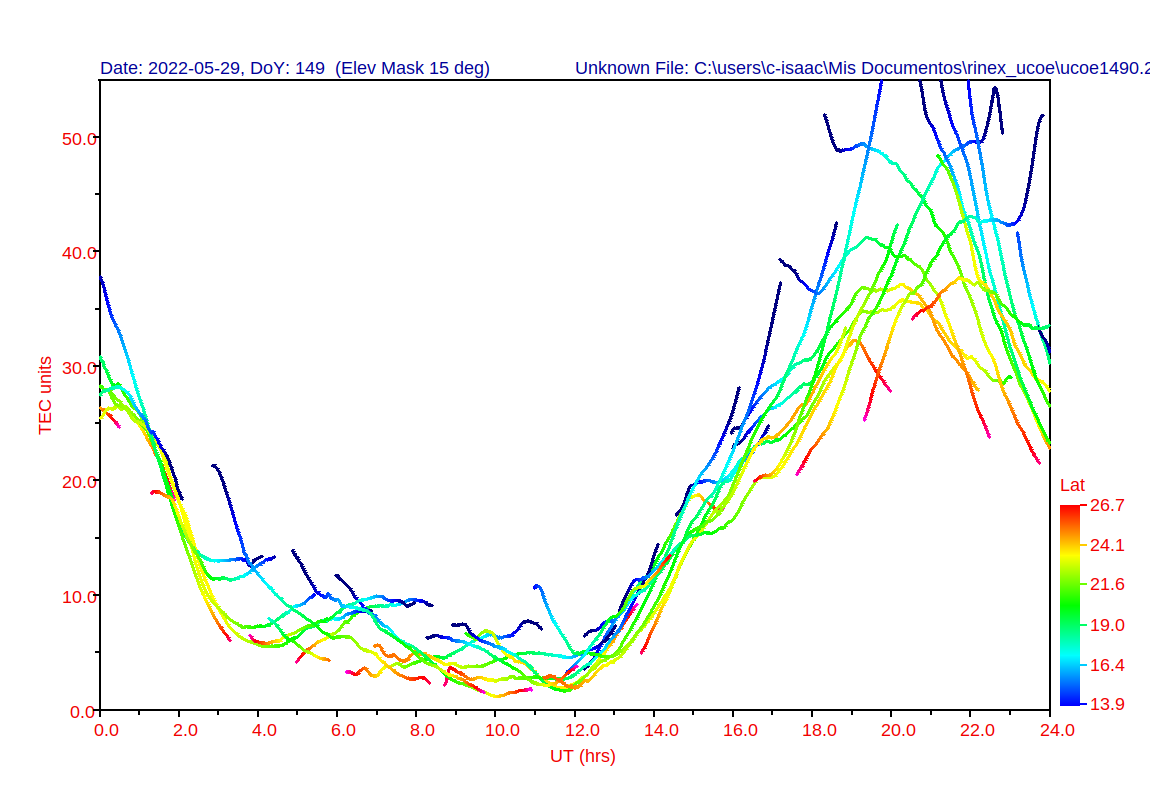 Date: 2022-05-29, DoY: 149  (Elev Mask 15 deg)
Unknown File: C:\users\c-isaac\Mis Documentos\rinex_ucoe\ucoe1490.2
50.0
40.0
30.0
20.0
10.0
0.0
TEC units
0.0 2.0 4.0 6.0 8.0 10.0 12.0 14.0 16.0 18.0 20.0 22.0 24.0
UT (hrs)
Lat
26.7
24.1
21.6
19.0
16.4
13.9